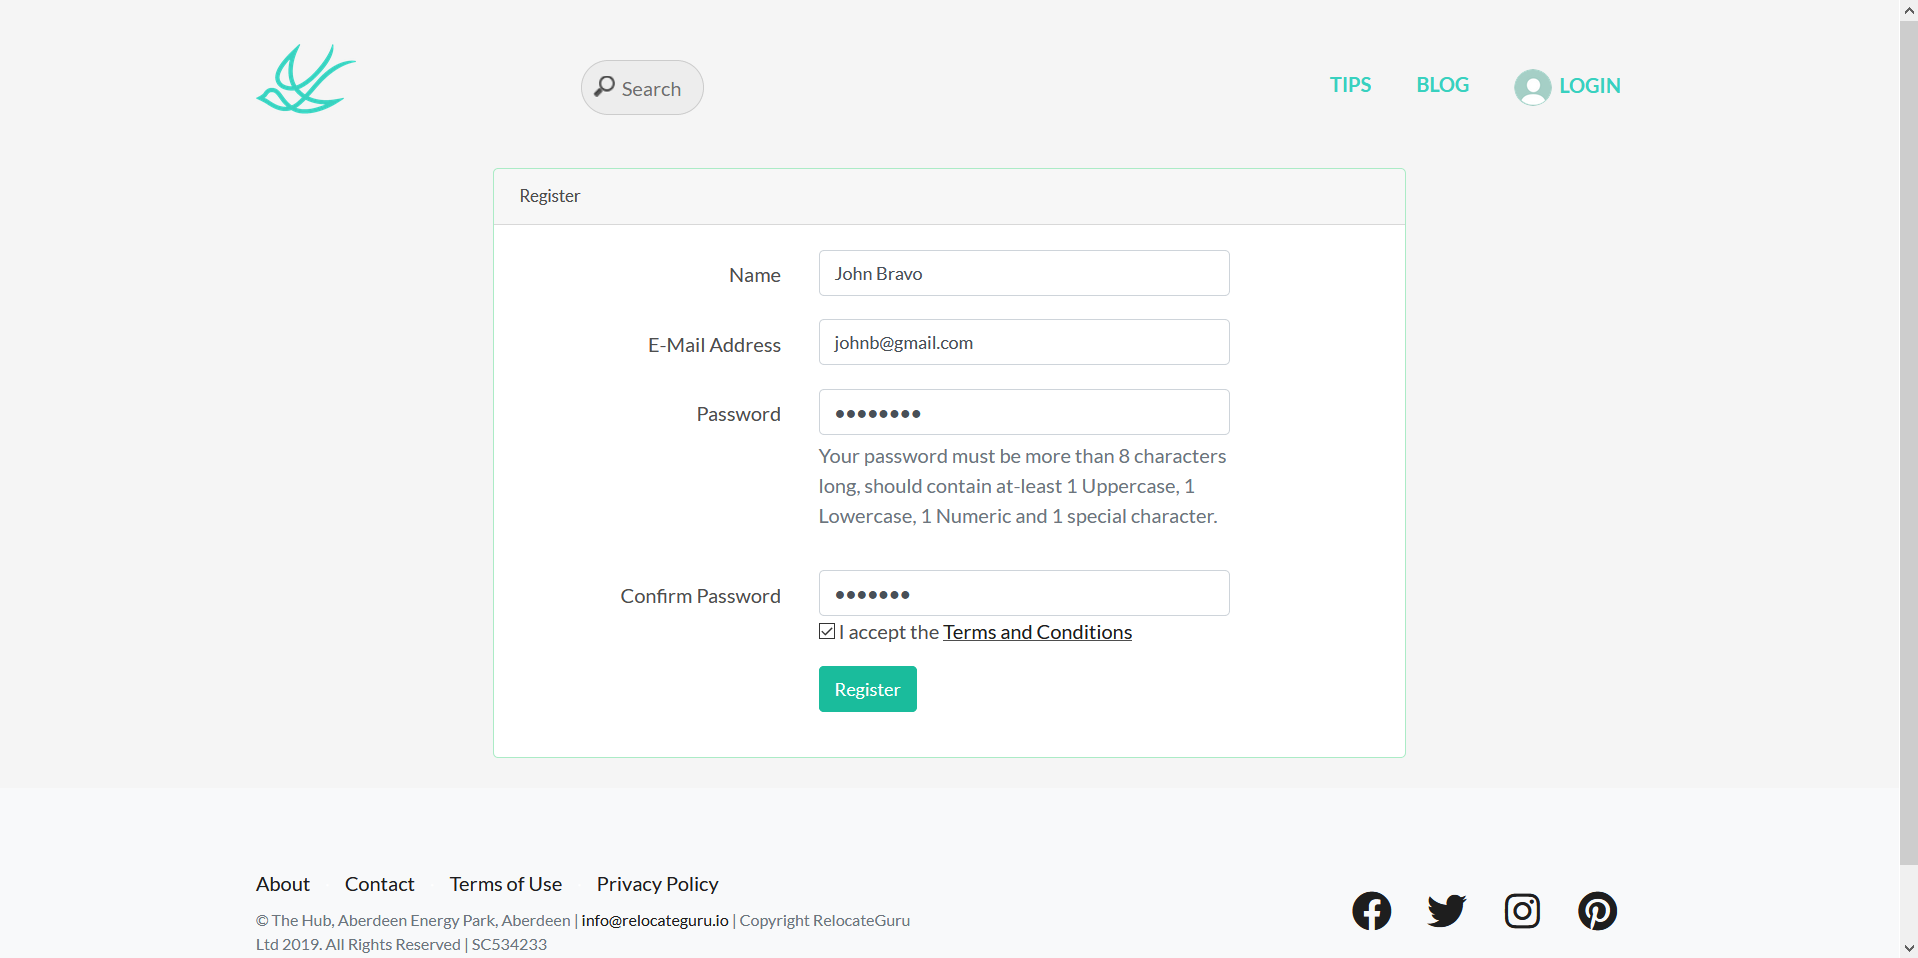 Search
TIPS
BLOG
LOGIN
Register
Name
John Bravo
E-Mail Address
johnb@gmail.com
Password
●●●●●●●●
Your password must be more than 8 characters
long, should contain at-least 1 Uppercase, 1
Lowercase, 1 Numeric and 1 special character.
Confirm Password
●●●●●●●
I accept the Terms and Conditions
Register
About
Contact
Terms of Use
Privacy Policy
© The Hub, Aberdeen Energy Park, Aberdeen | info@relocateguru.io | Copyright RelocateGuru
Ltd 2019. All Rights Reserved | SC534233